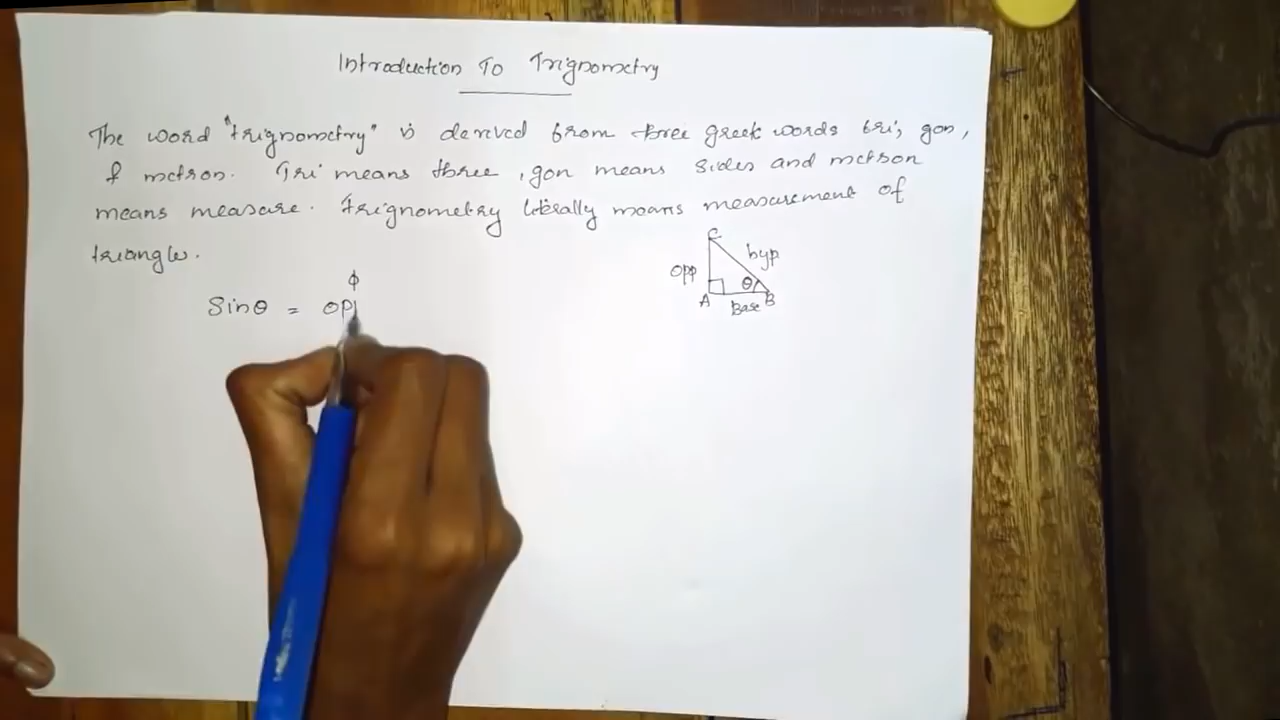 Introduction To Trignometry
The word "trignometry" is derived from three greek words tri, gon,
& metron. Tri means three, gon means sides and metron
means measure. trignometry literally means measurement of
triangle.
C
opp hyp
θ
A Base B
ϕ
Sinθ = opp